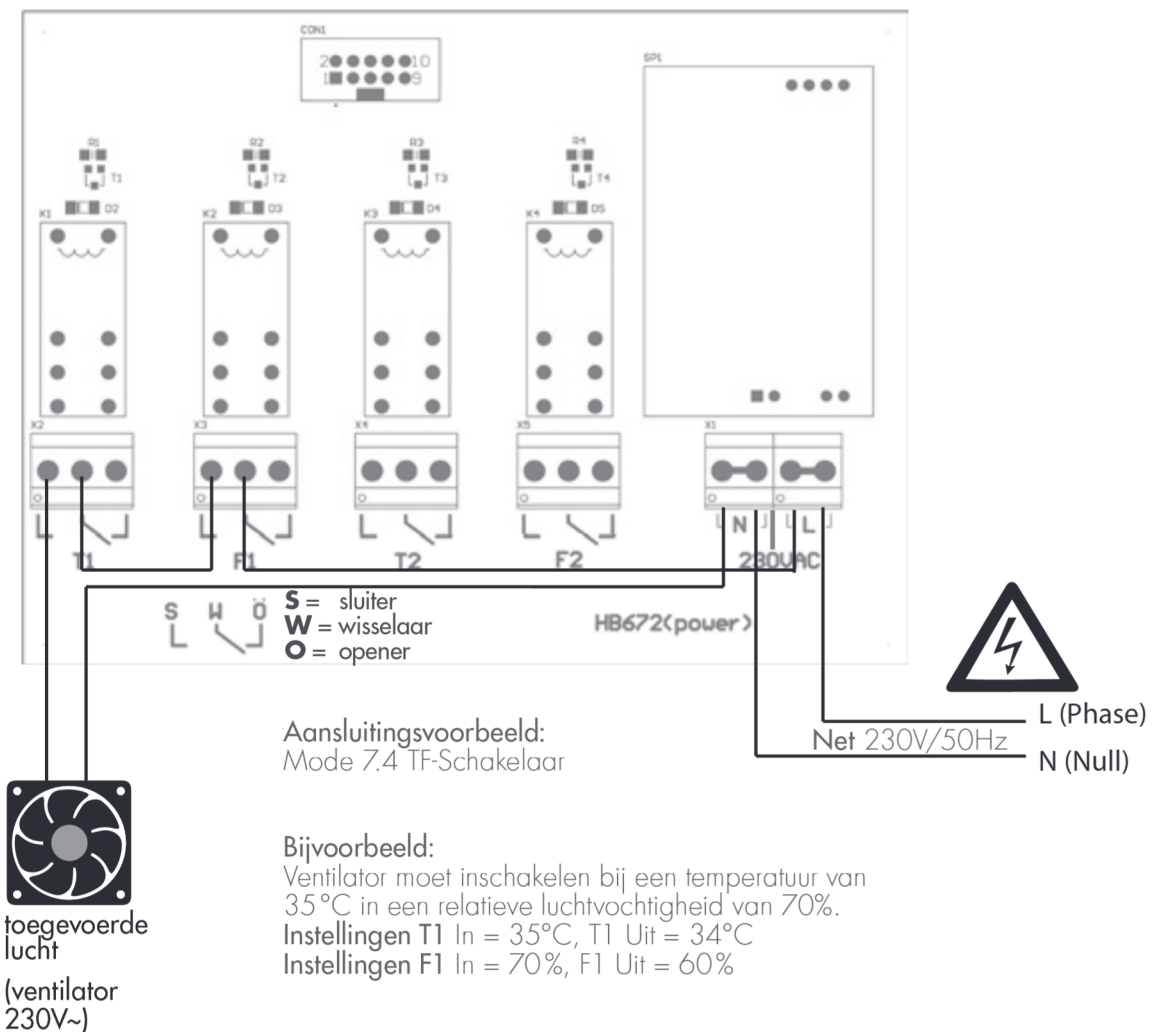 CON1
2 10
1 9
SP1
R1
R2
R3
R4
T1
T2
T3
T4
K1
D2
K2
D3
K3
D4
K4
D5
X2
X3
X4
X5
X1
T1
F1
T2
F2
N
L
230VAC
S W Ö
S = sluiter
W = wisselaar
O = opener
HB672(power)
L (Phase)
Net 230V/50Hz
N (Null)
Aansluitingsvoorbeeld:
Mode 7.4 TF-Schakelaar
Bijvoorbeeld:
Ventilator moet inschakelen bij een temperatuur van
35°C in een relatieve luchtvochtigheid van 70%.
Instellingen T1 In = 35°C, T1 Uit = 34°C
Instellingen F1 In = 70%, F1 Uit = 60%
toegevoerde
lucht
(ventilator
230V~)